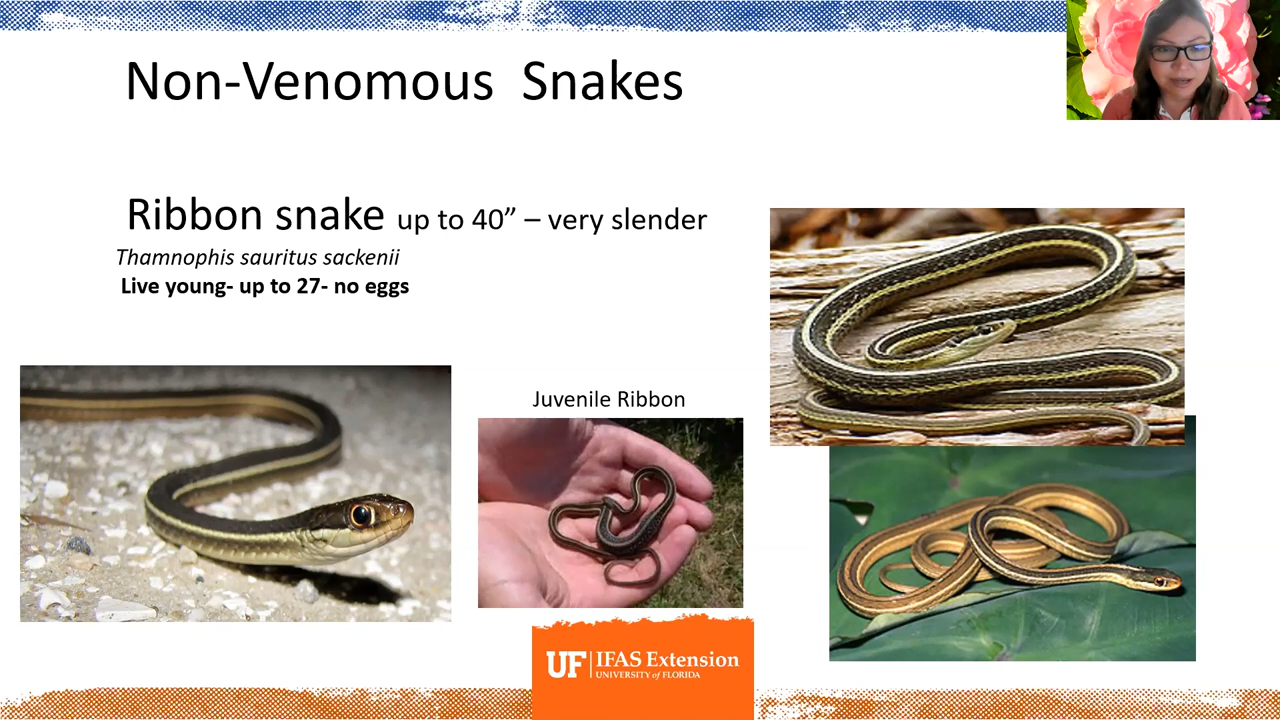 Non-Venomous Snakes
Ribbon snake up to 40” – very slender
Thamnophis sauritus sackenii
Live young- up to 27- no eggs
Juvenile Ribbon
UF IFAS Extension
UNIVERSITY of FLORIDA